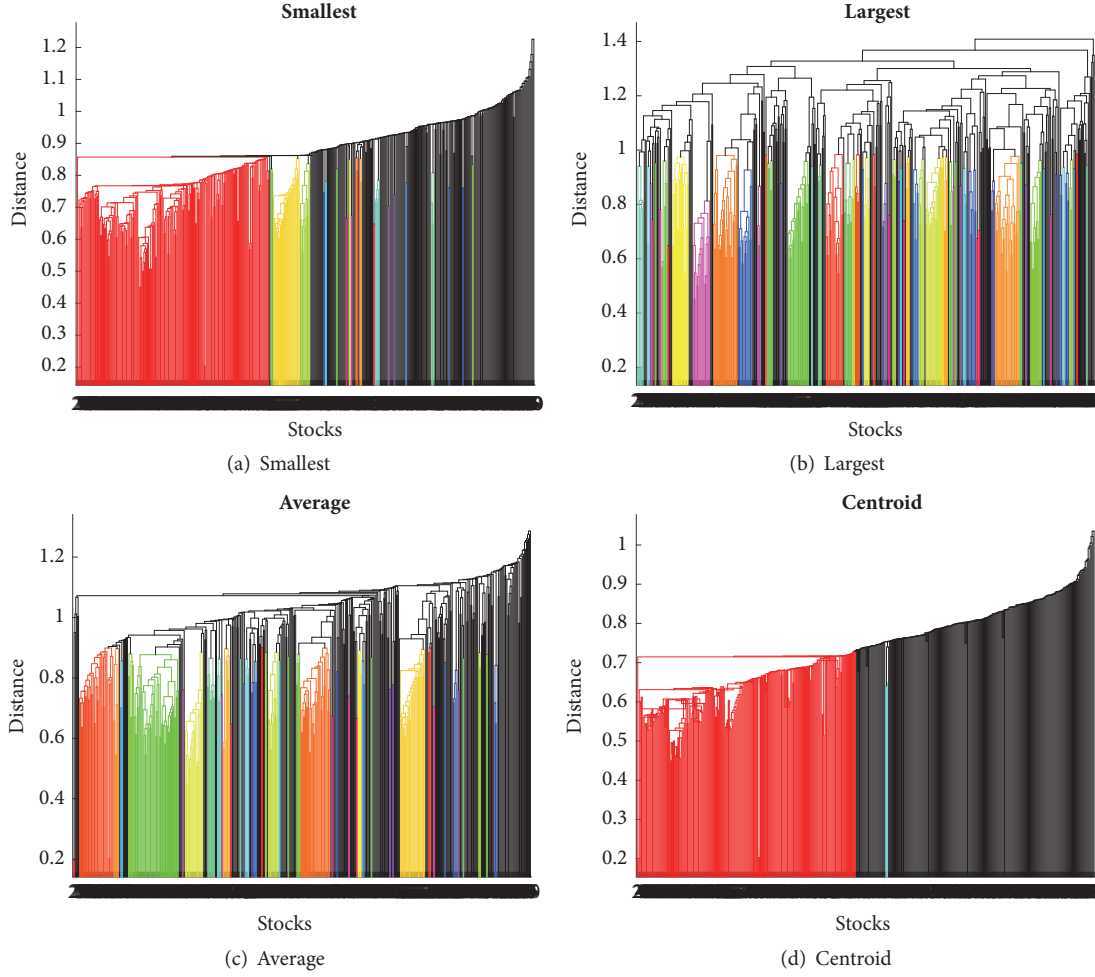 Smallest
Distance
1.2
1.1
1
0.9
0.8
0.7
0.6
0.5
0.4
0.3
0.2
Stocks
(a) Smallest
Largest
Distance
1.4
1.2
1
0.8
0.6
0.4
0.2
Stocks
(b) Largest
Average
Distance
1.2
1
0.8
0.6
0.4
0.2
Stocks
(c) Average
Centroid
Distance
1
0.9
0.8
0.7
0.6
0.5
0.4
0.3
0.2
Stocks
(d) Centroid